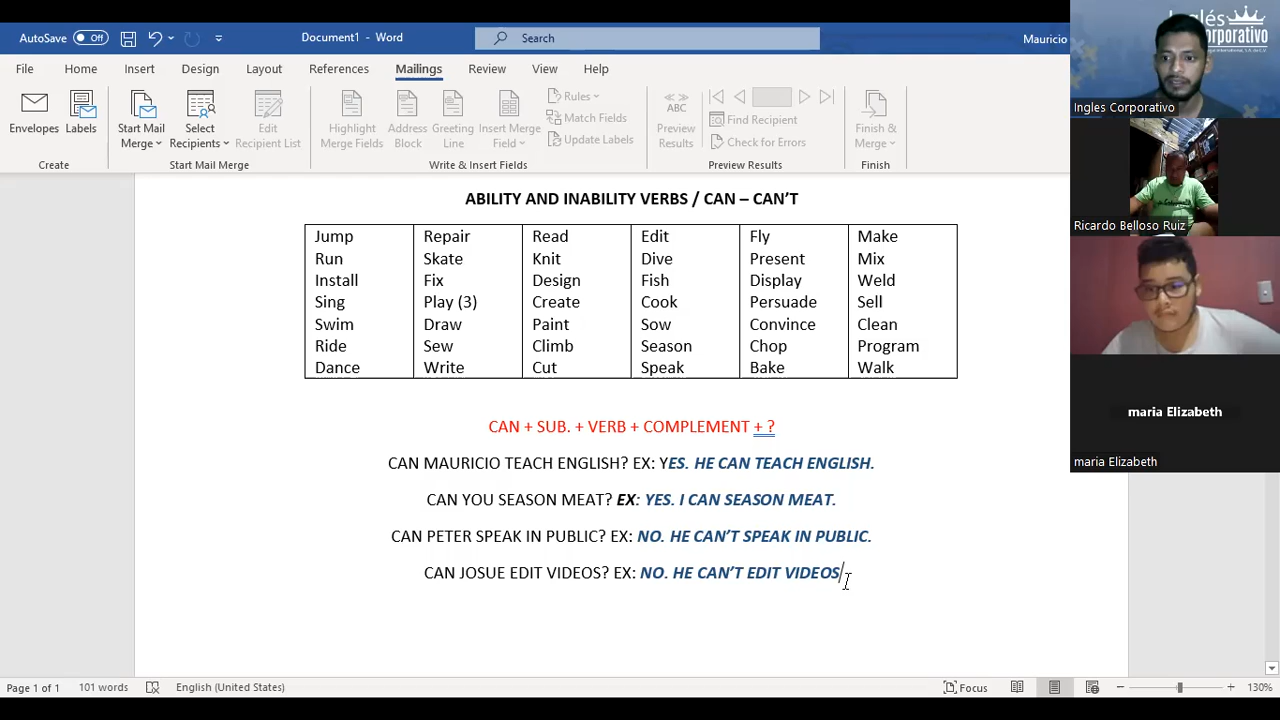 AutoSave Off
Document1 - Word
Search
Mauricio
Inglés
Corporativo
File Home Insert Design Layout References Mailings Review View Help
Envelopes
Labels
Start Mail Merge
Select Recipients
Edit Recipient List
Highlight Merge Fields
Address Block
Greeting Line
Insert Merge Field
Rules
Match Fields
Update Labels
ABC
Preview Results
Find Recipient
Check for Errors
Finish & Merge
Create
Start Mail Merge
Write & Insert Fields
Preview Results
Finish
Ingles Corporativo
Ricardo Belloso Ruiz
maria Elizabeth
maria Elizabeth
ABILITY AND INABILITY VERBS / CAN – CAN'T
Jump Repair Read Edit Fly Make
Run Skate Knit Dive Present Mix
Install Fix Design Fish Display Weld
Sing Play (3) Create Cook Persuade Sell
Swim Draw Paint Sow Convince Clean
Ride Sew Climb Season Chop Program
Dance Write Cut Speak Bake Walk
CAN + SUB. + VERB + COMPLEMENT + ?
CAN MAURICIO TEACH ENGLISH? EX: YES. HE CAN TEACH ENGLISH.
CAN YOU SEASON MEAT? EX: YES. I CAN SEASON MEAT.
CAN PETER SPEAK IN PUBLIC? EX: NO. HE CAN'T SPEAK IN PUBLIC.
CAN JOSUE EDIT VIDEOS? EX: NO. HE CAN'T EDIT VIDEOS
Page 1 of 1 101 words English (United States) Focus 130%